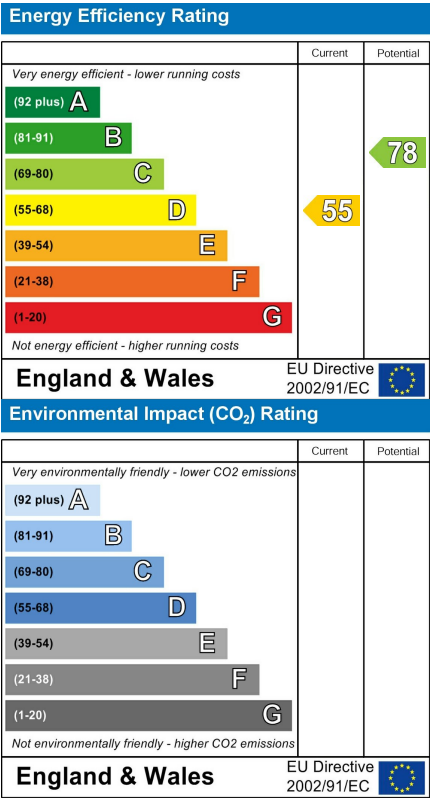 Energy Efficiency Rating
Current Potential
Very energy efficient - lower running costs
(92 plus) A
(81-91) B
(69-80) C
(55-68) D
(39-54) E
(21-38) F
(1-20) G
78
55
Not energy efficient - higher running costs
England & Wales
EU Directive
2002/91/EC
Environmental Impact (CO₂) Rating
Current Potential
Very environmentally friendly - lower CO2 emissions
(92 plus) A
(81-91) B
(69-80) C
(55-68) D
(39-54) E
(21-38) F
(1-20) G
Not environmentally friendly - higher CO2 emissions
England & Wales
EU Directive
2002/91/EC